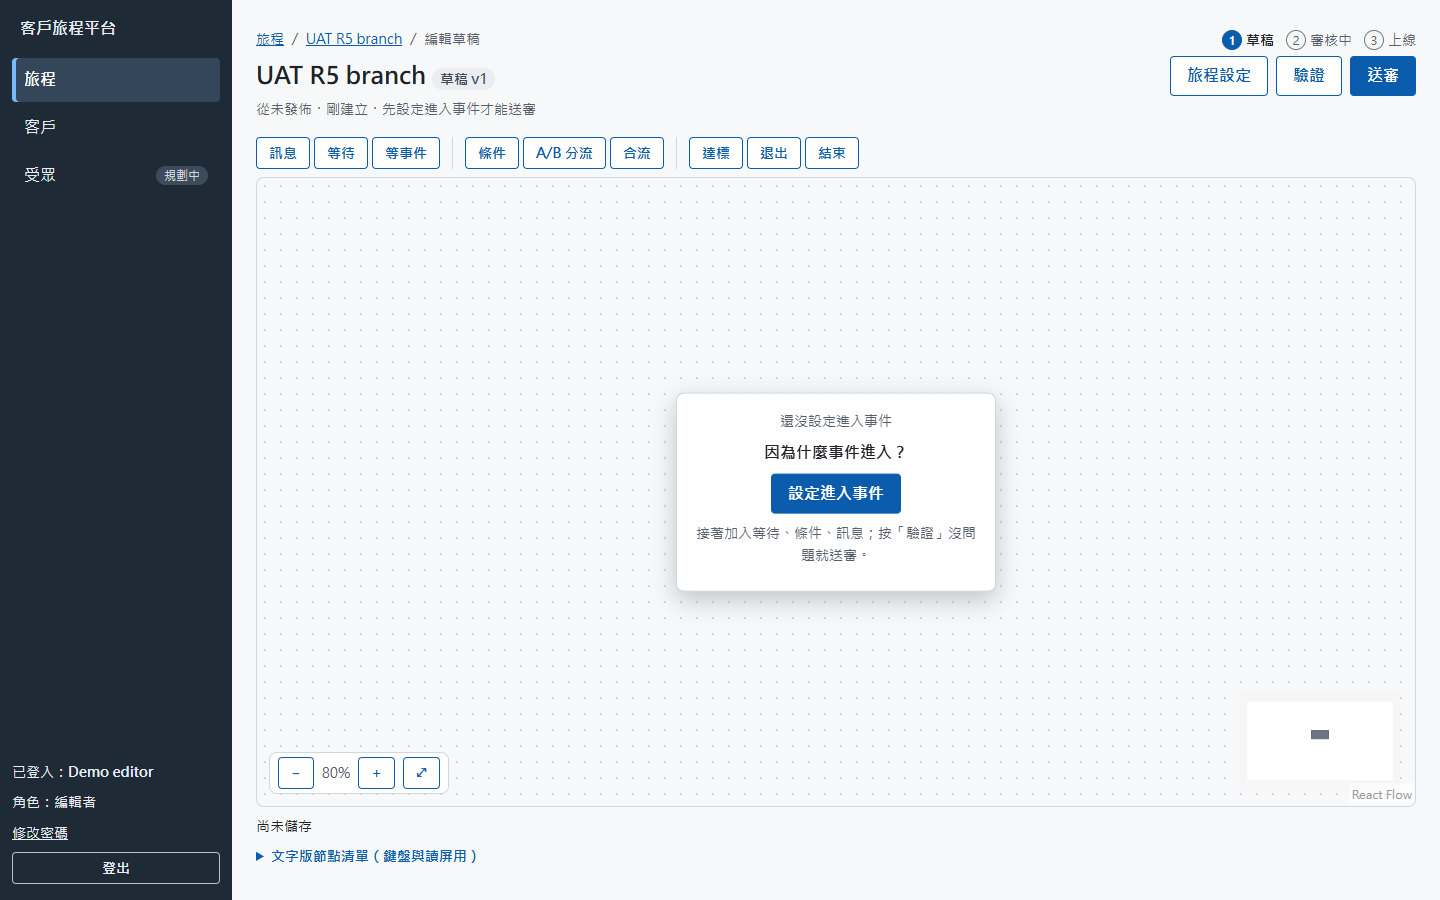 客戶旅程平台
旅程
客戶
受眾 規劃中
已登入：Demo editor
角色：編輯者
修改密碼
登出
旅程 / UAT R5 branch / 編輯草稿
1 草稿 2 審核中 3 上線
UAT R5 branch 草稿 v1
旅程設定 驗證 送審
從未發佈・剛建立・先設定進入事件才能送審
訊息 等待 等事件 條件 A/B 分流 合流 達標 退出 結束
還沒設定進入事件
因為什麼事件進入？
設定進入事件
接著加入等待、條件、訊息；按「驗證」沒問
題就送審。
− 80% +
React Flow
尚未儲存
文字版節點清單（鍵盤與讀屏用）